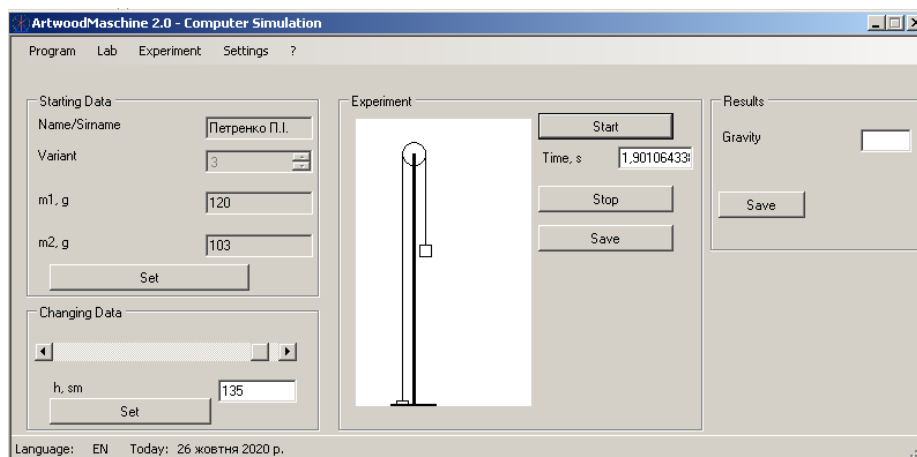 ArtwoodMaschine 2.0 - Computer Simulation
Program Lab Experiment Settings ?
Starting Data
Name/Sirname Петренко П.І.
Variant 3
m1, g 120
m2, g 103
Set
Changing Data
h, sm 135
Set
Experiment
Start
Time, s 1,90106433
Stop
Save
Results
Gravity
Save
Language: EN Today: 26 жовтня 2020 р.